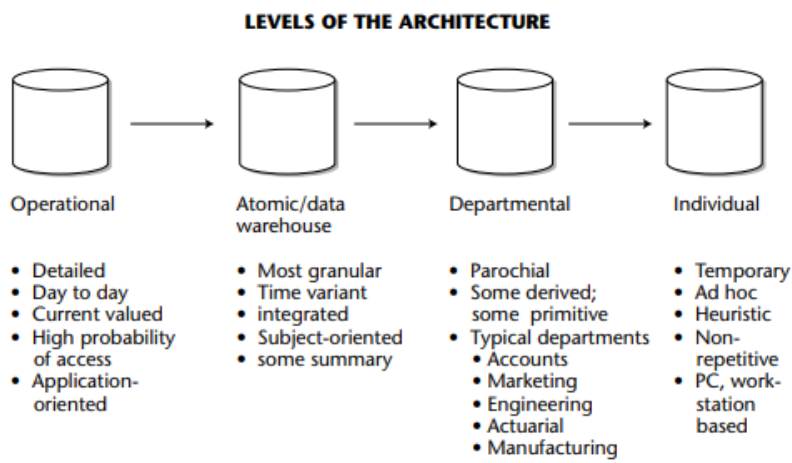 LEVELS OF THE ARCHITECTURE
Operational
• Detailed
• Day to day
• Current valued
• High probability
of access
• Application-
oriented
Atomic/data
warehouse
• Most granular
• Time variant
• integrated
• Subject-oriented
• some summary
Departmental
• Parochial
• Some derived;
some primitive
• Typical departments
• Accounts
• Marketing
• Engineering
• Actuarial
• Manufacturing
Individual
• Temporary
• Ad hoc
• Heuristic
• Non-
repetitive
• PC, work-
station
based